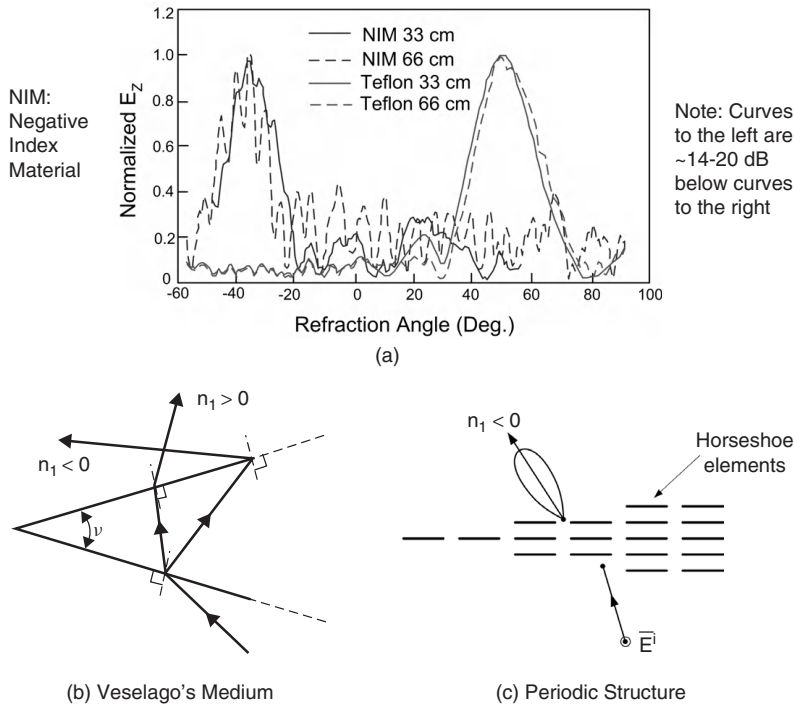 NIM 33 cm
NIM 66 cm
Teflon 33 cm
Teflon 66 cm
NIM:
Negative
Index
Material
Normalized E_Z
1.2
1.0
0.8
0.6
0.4
0.2
0
-60 -40 -20 0 20 40 60 80 100
Refraction Angle (Deg.)
Note: Curves
to the left are
~14-20 dB
below curves
to the right
(a)
n₁ > 0
n₁ < 0
ν
(b) Veselago's Medium
n₁ < 0
Horseshoe
elements
E̅ⁱ
(c) Periodic Structure